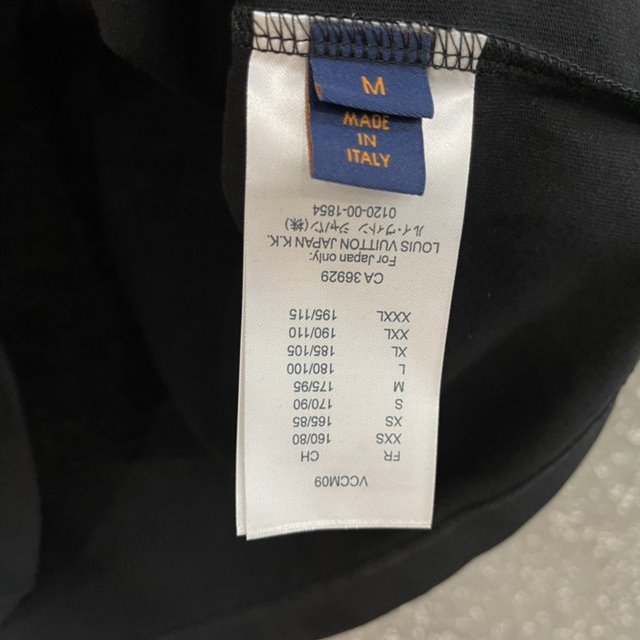 M
MADE
IN
ITALY
VCCM09
FR CH
XXS 160/80
XS 165/85
S 170/90
M 175/95
L 180/100
XL 185/105
XXL 190/110
XXXL 195/115
CA 36929
For Japan only:
LOUIS VUITTON JAPAN K.K.
ルイ・ヴィトン ジャパン(株)
0120-00-1854